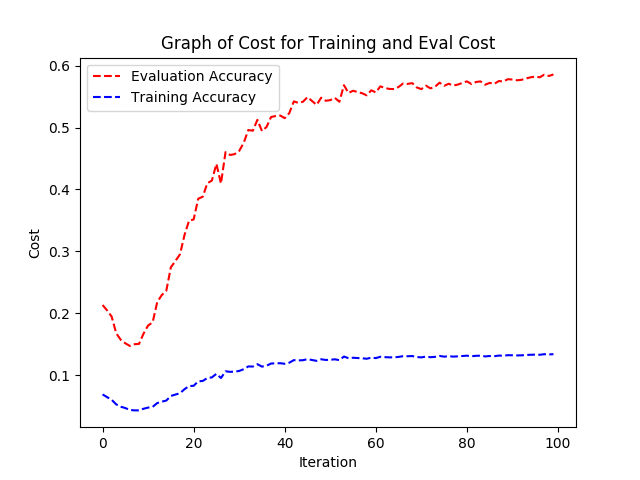 Graph of Cost for Training and Eval Cost
Evaluation Accuracy
Training Accuracy
Cost
0.6
0.5
0.4
0.3
0.2
0.1
0 20 40 60 80 100
Iteration